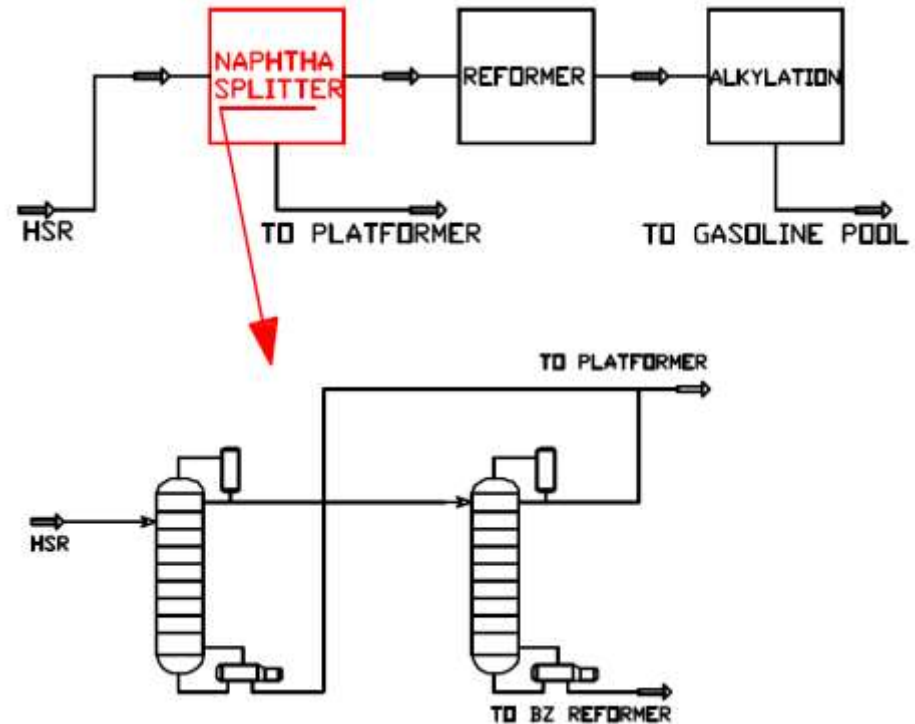 NAPHTHA
SPLITTER
REFORMER
ALKYLATION
HSR
TO PLATFORMER
TO GASOLINE POOL
TO PLATFORMER
HSR
TO BZ REFORMER